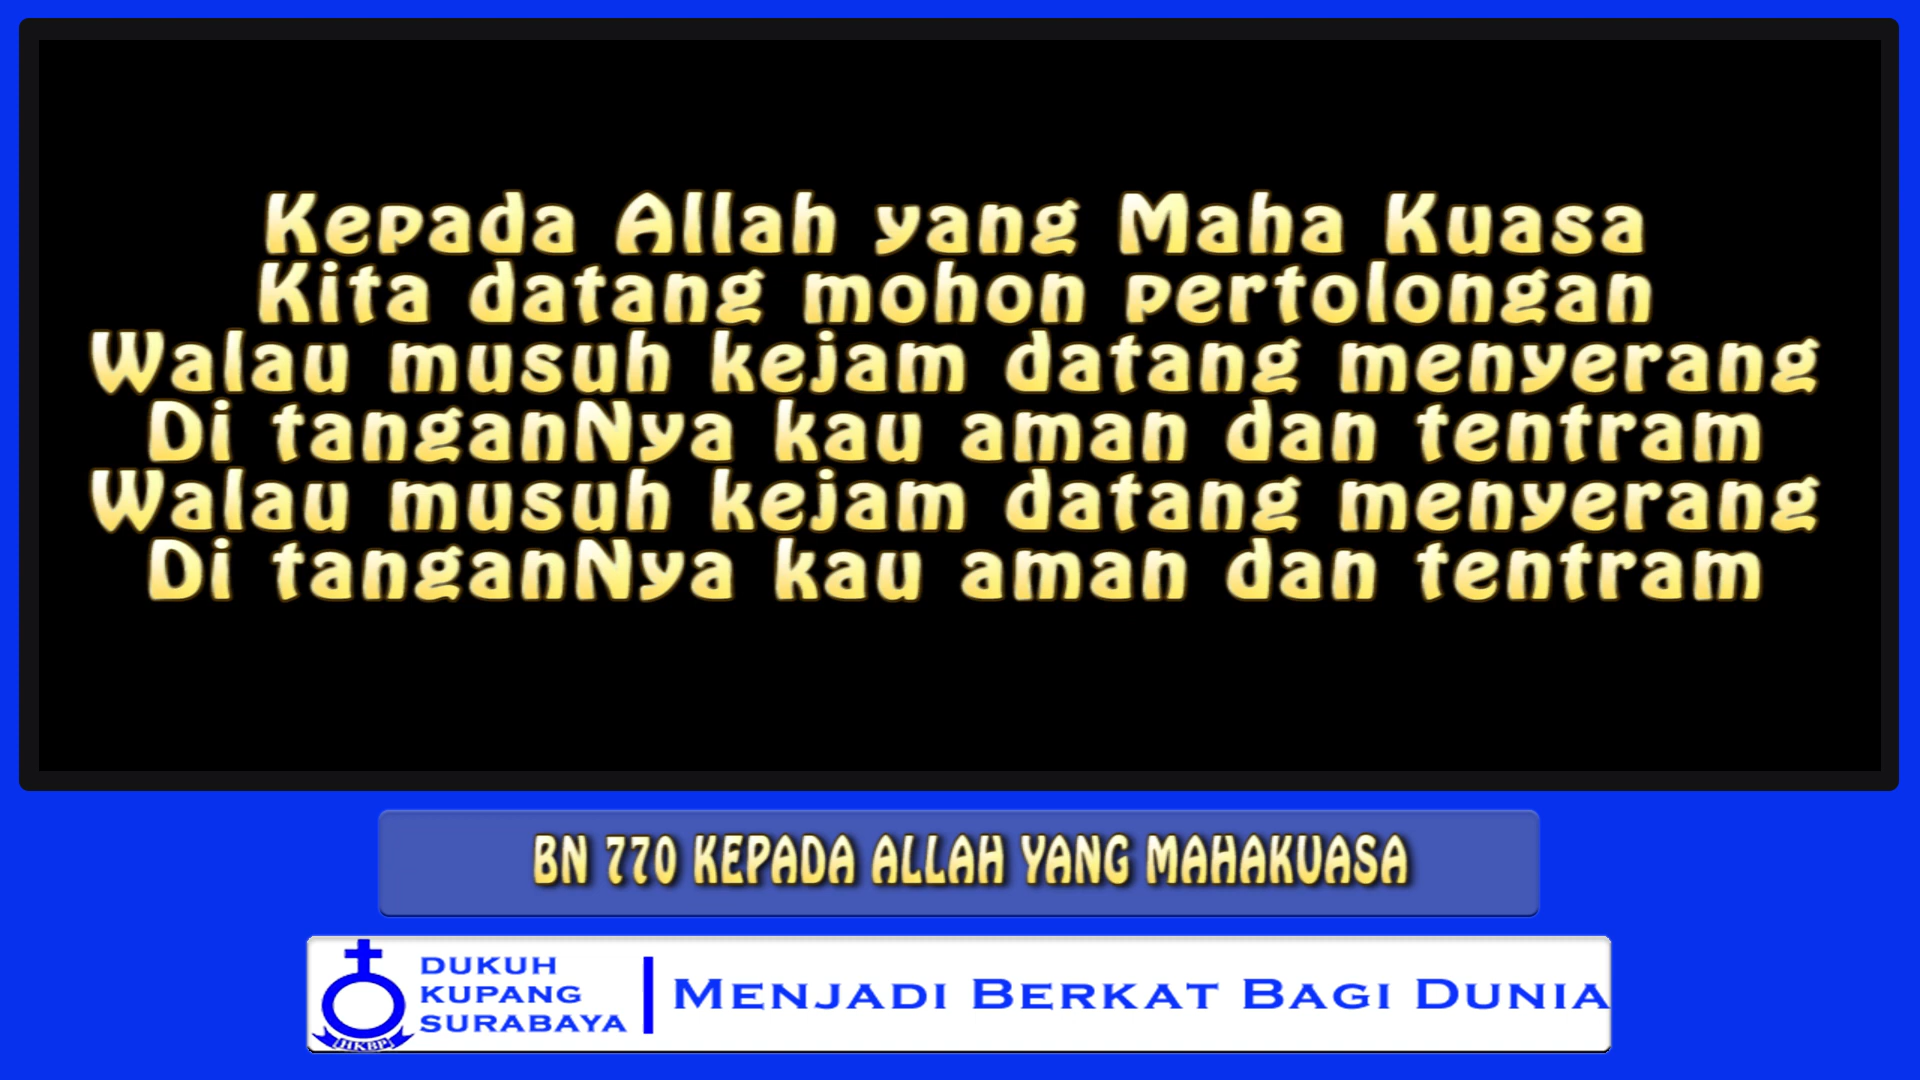 Kepada Allah yang Maha Kuasa
Kita datang mohon pertolongan
Walau musuh kejam datang menyerang
Di tanganNya kau aman dan tentram
Walau musuh kejam datang menyerang
Di tanganNya kau aman dan tentram
BN 770 KEPADA ALLAH YANG MAHAKUASA
DUKUH
KUPANG
SURABAYA
HKBP
MENJADI BERKAT BAGI DUNIA